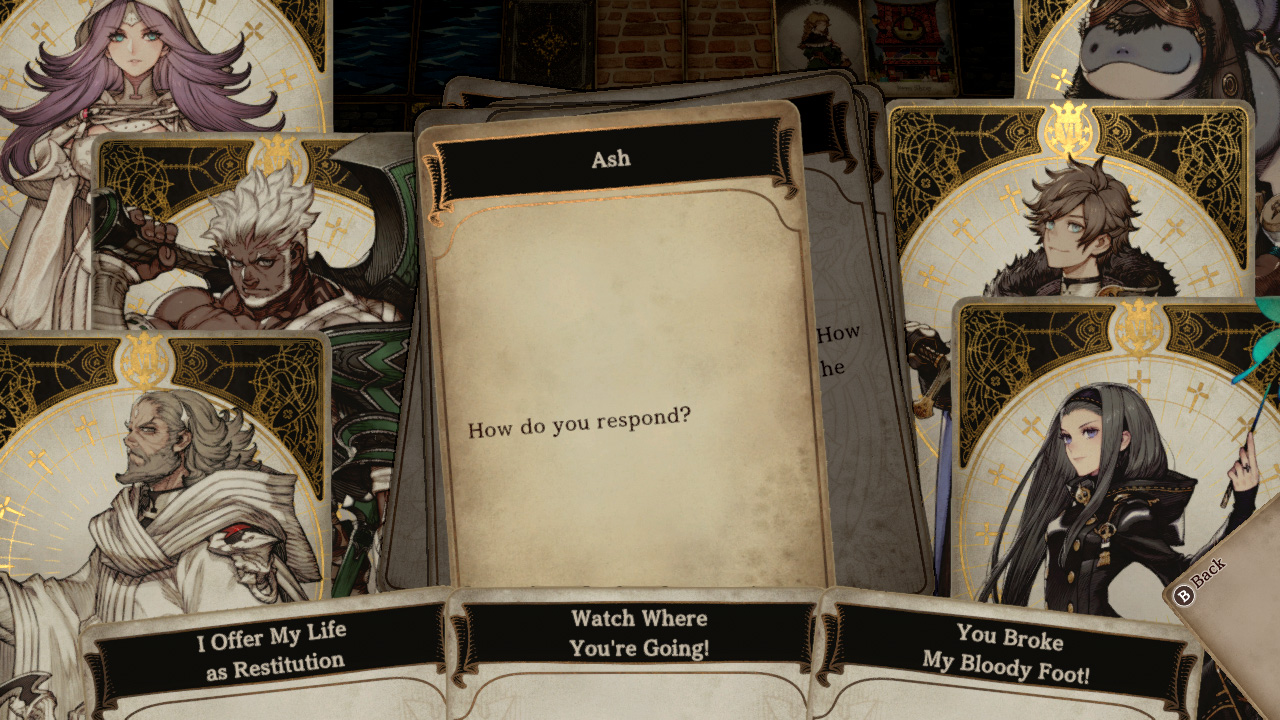 VI
Ash
How
he
How do you respond?
I Offer My Life
as Restitution
Watch Where
You're Going!
You Broke
My Bloody Foot!
B Back